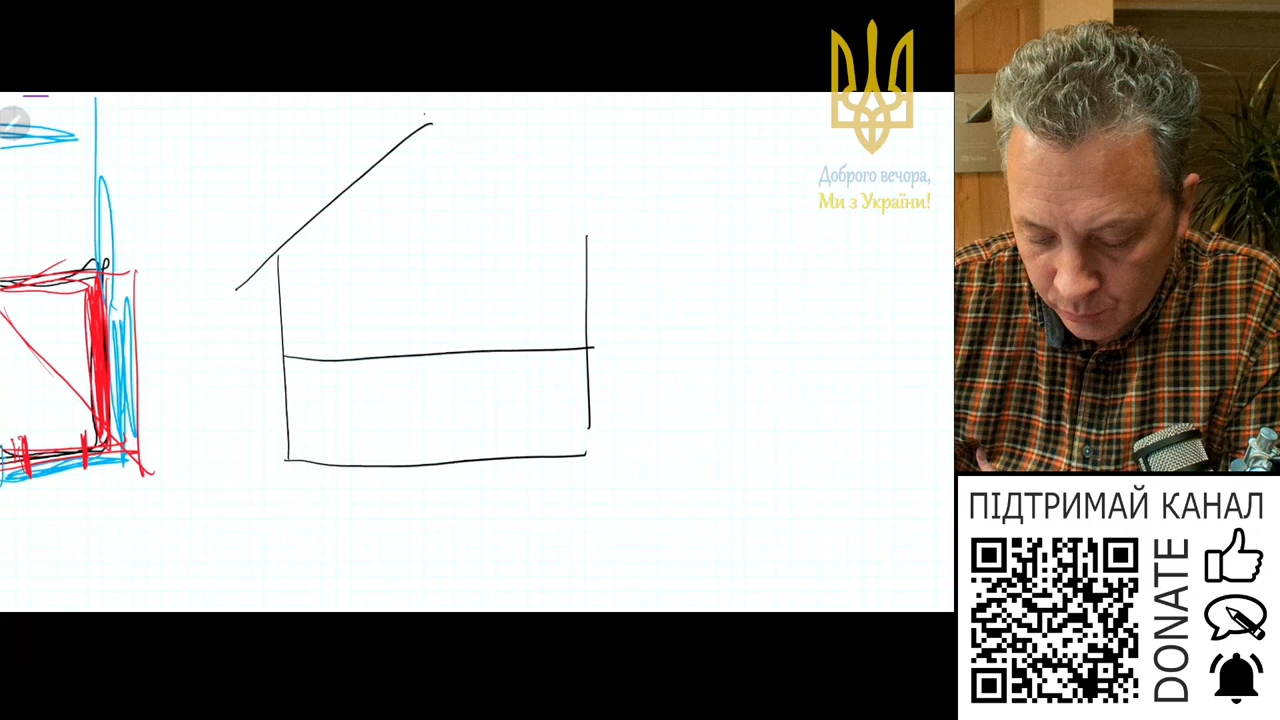 Доброго вечора,
Ми з України!
ПІДТРИМАЙ КАНАЛ
DONATE